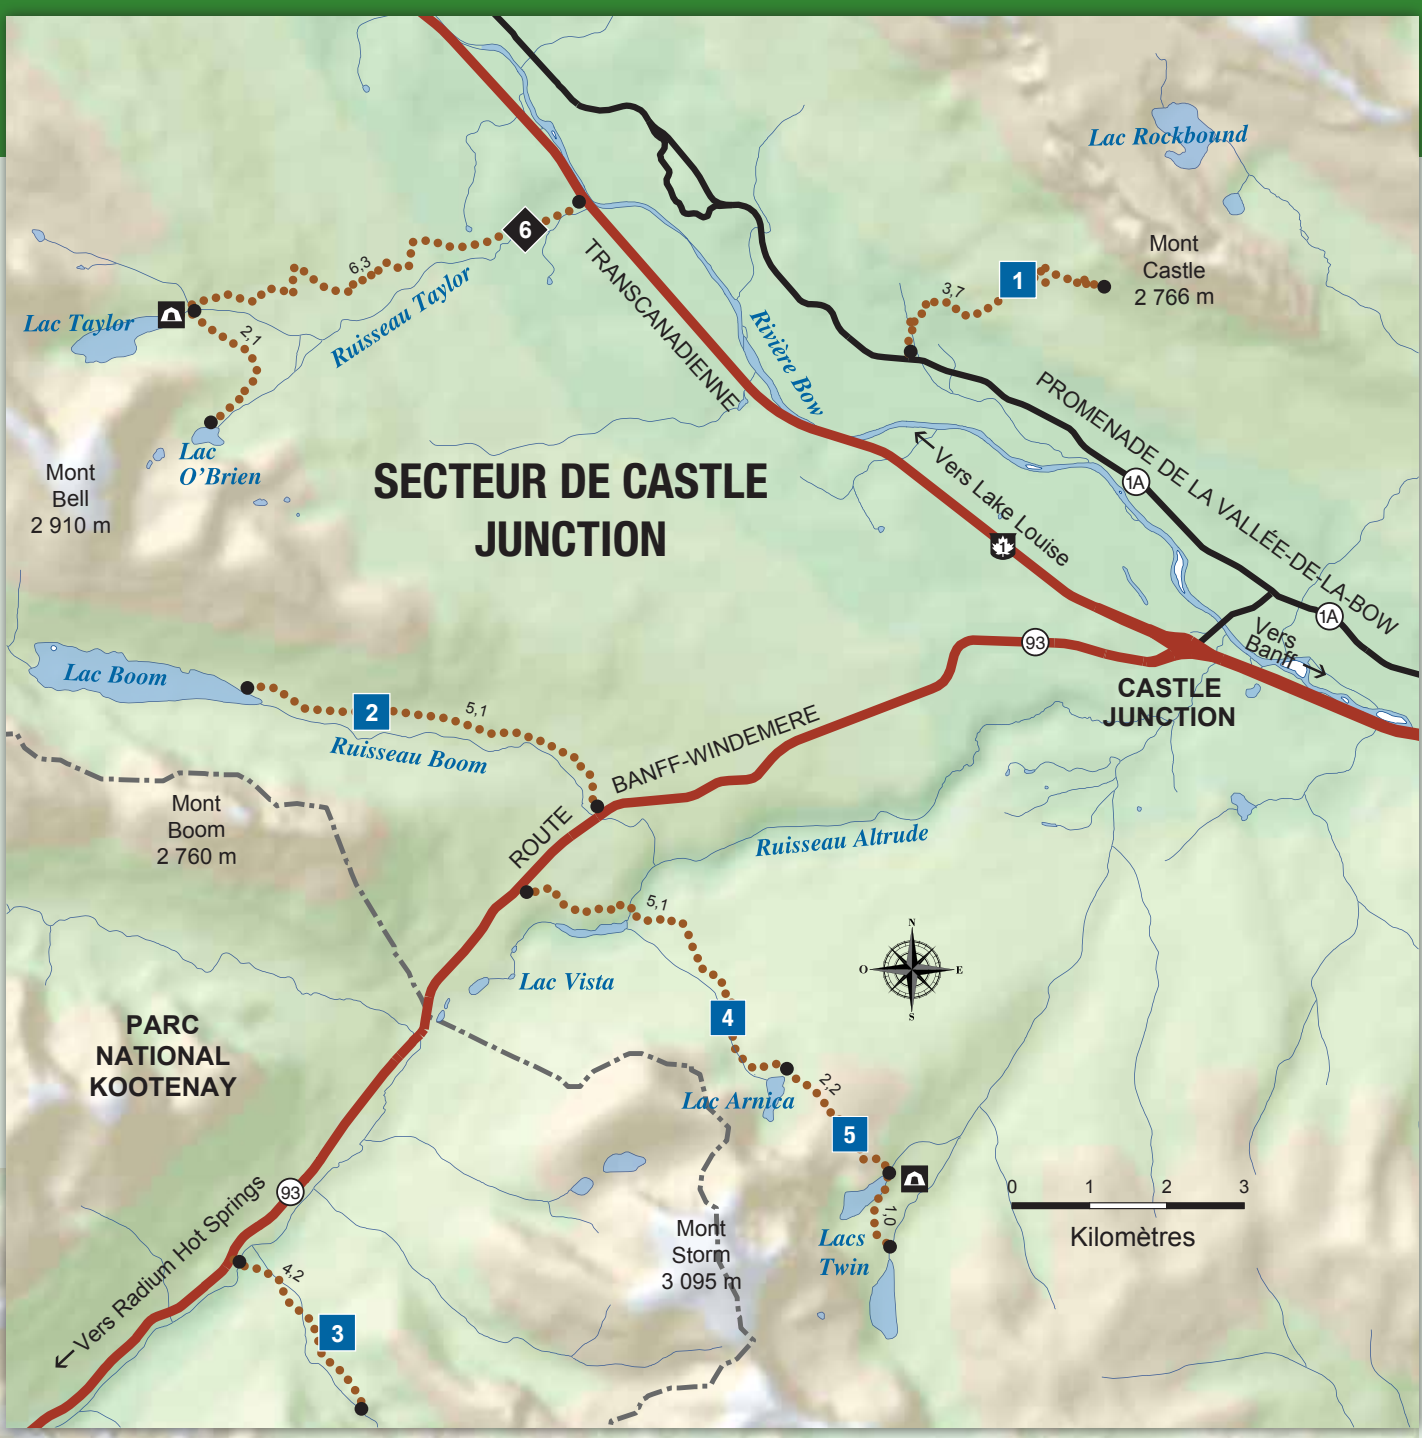 Lac Rockbound
Mont
Castle
2 766 m
1
3,7
6
6,3
Ruisseau Taylor
Lac Taylor
2,1
Lac
O'Brien
Mont
Bell
2 910 m
TRANSCANADIENNE
Rivière Bow
PROMENADE DE LA VALLÉE-DE-LA-BOW
1A
1A
SECTEUR DE CASTLE
JUNCTION
Vers Lake Louise
1
93
Vers
Banff
CASTLE
JUNCTION
Lac Boom
2
5,1
Ruisseau Boom
ROUTE BANFF-WINDEMERE
Mont
Boom
2 760 m
Ruisseau Altrude
5,1
Lac Vista
N
O
E
S
4
PARC
NATIONAL
KOOTENAY
Lac Arnica
2,2
5
1,0
Lacs
Twin
0 1 2 3
Kilomètres
93
Vers Radium Hot Springs
Mont
Storm
3 095 m
4,2
3